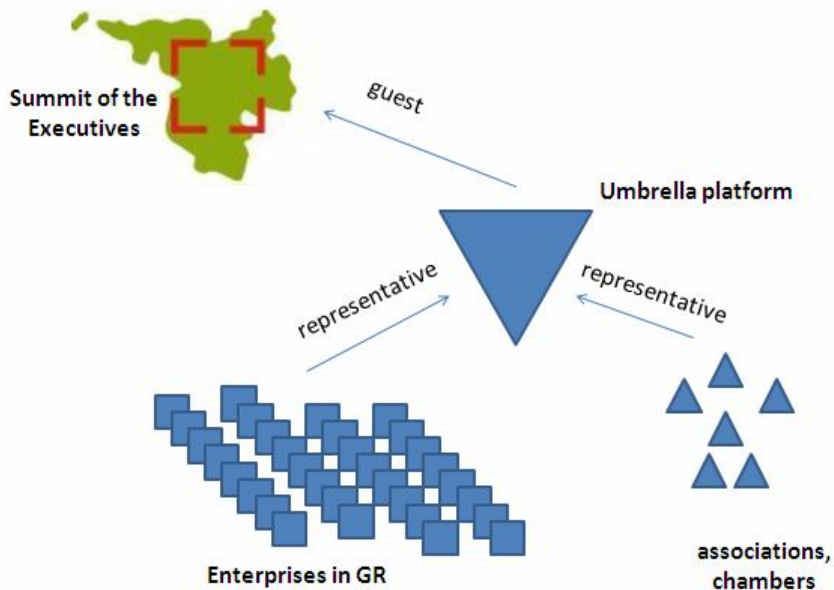 guest
Summit of the
Executives
Umbrella platform
representative
representative
Enterprises in GR
associations,
chambers